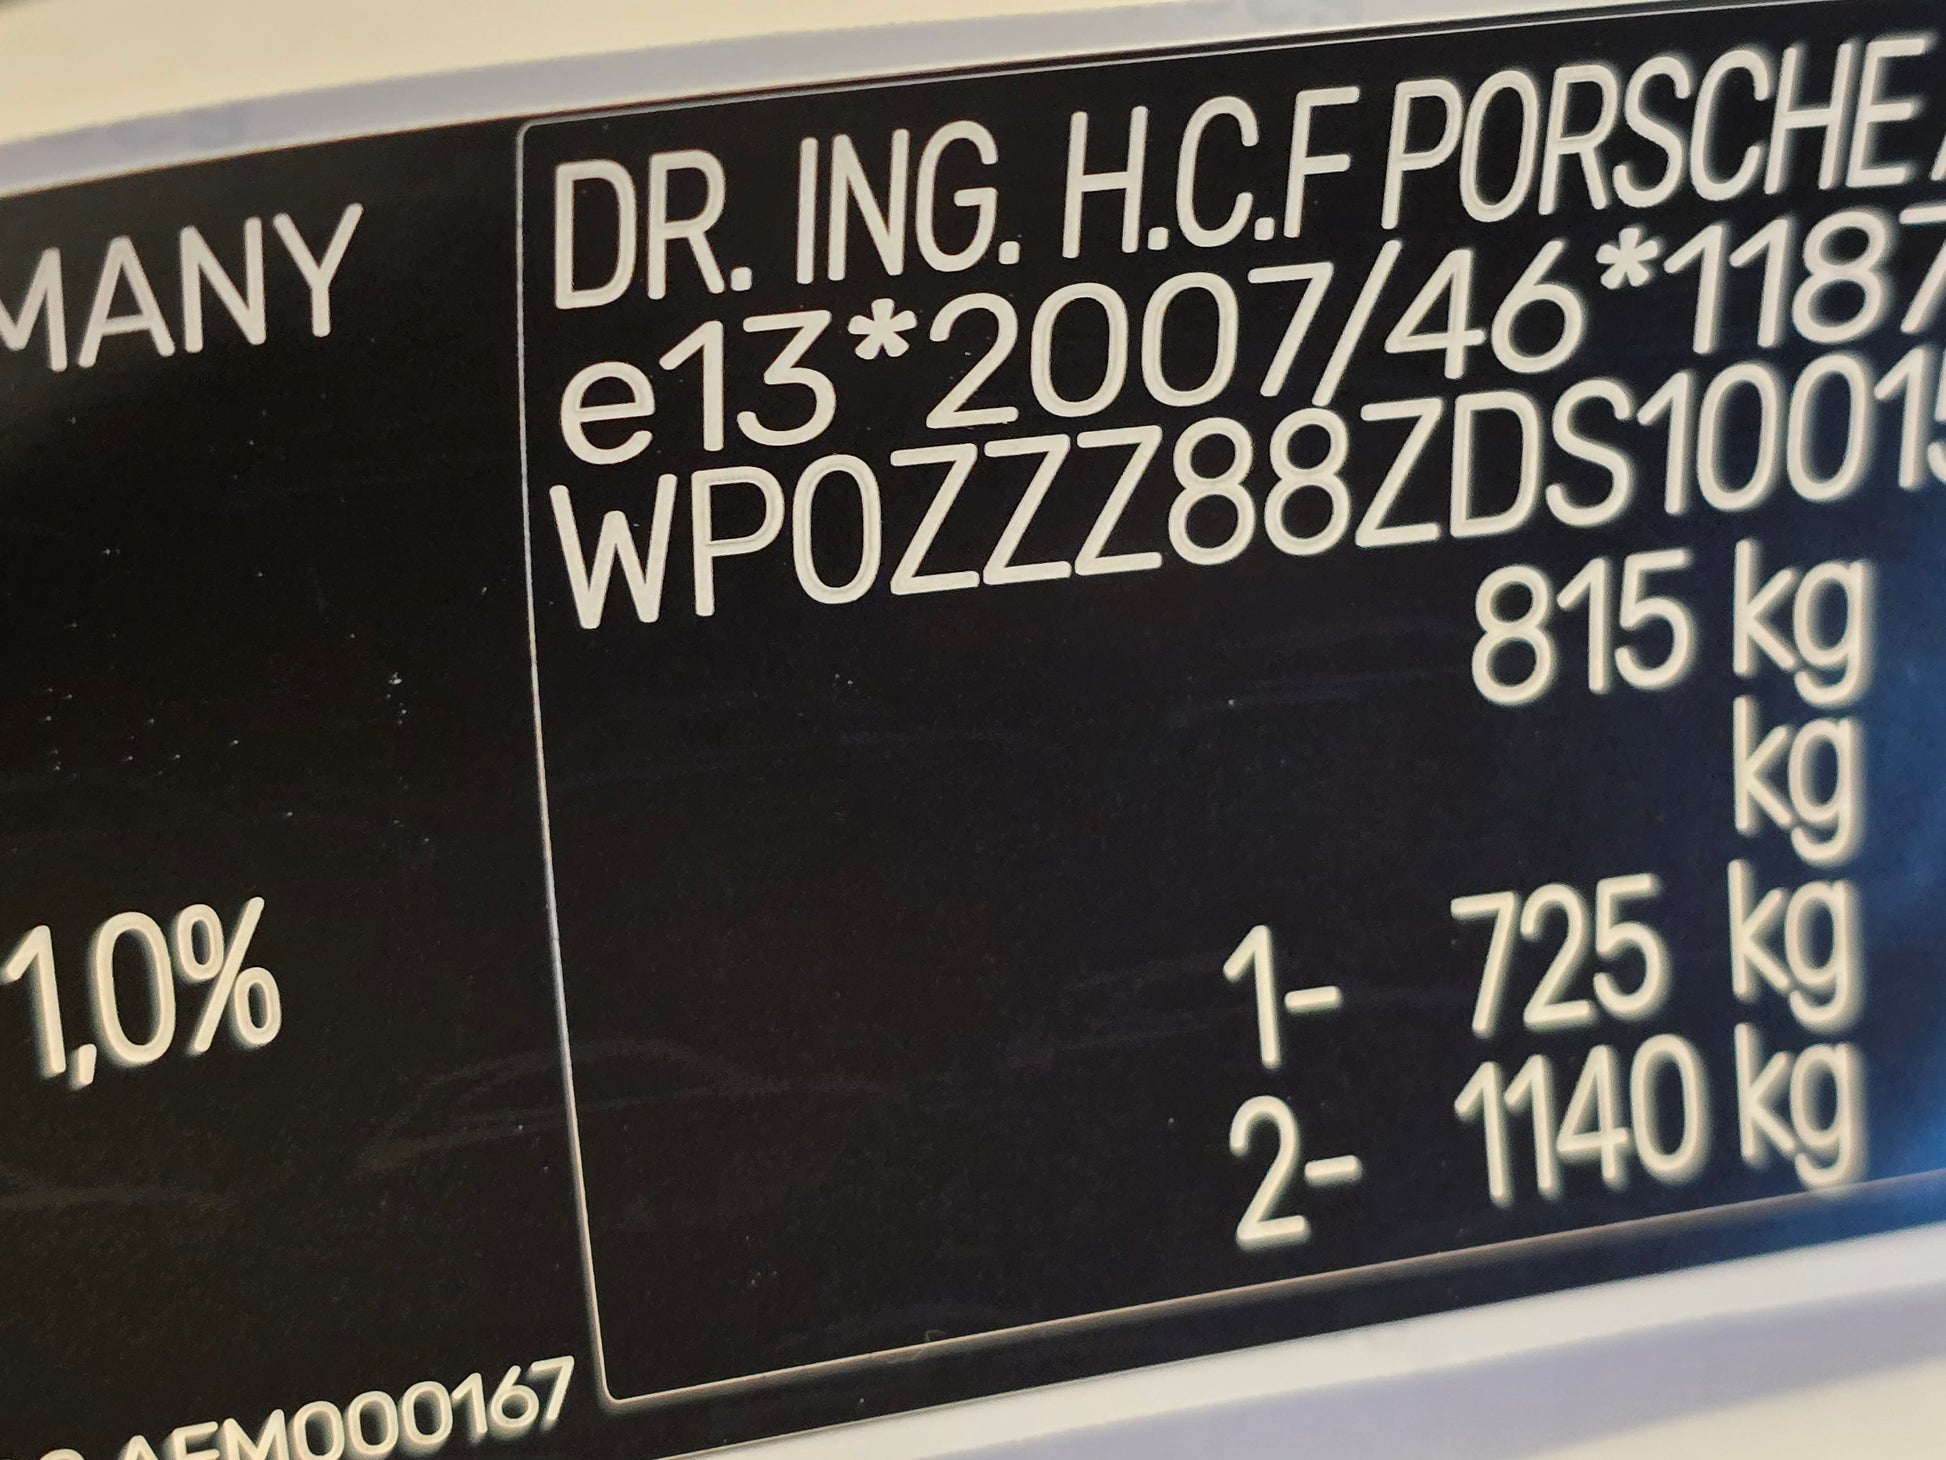 MANY
1,0%
AFM000167
DR. ING. H.C.F PORSCHE
e13*2007/46*1187
WP0ZZZ88ZDS10015
815 kg
kg
1- 725 kg
2- 1140 kg